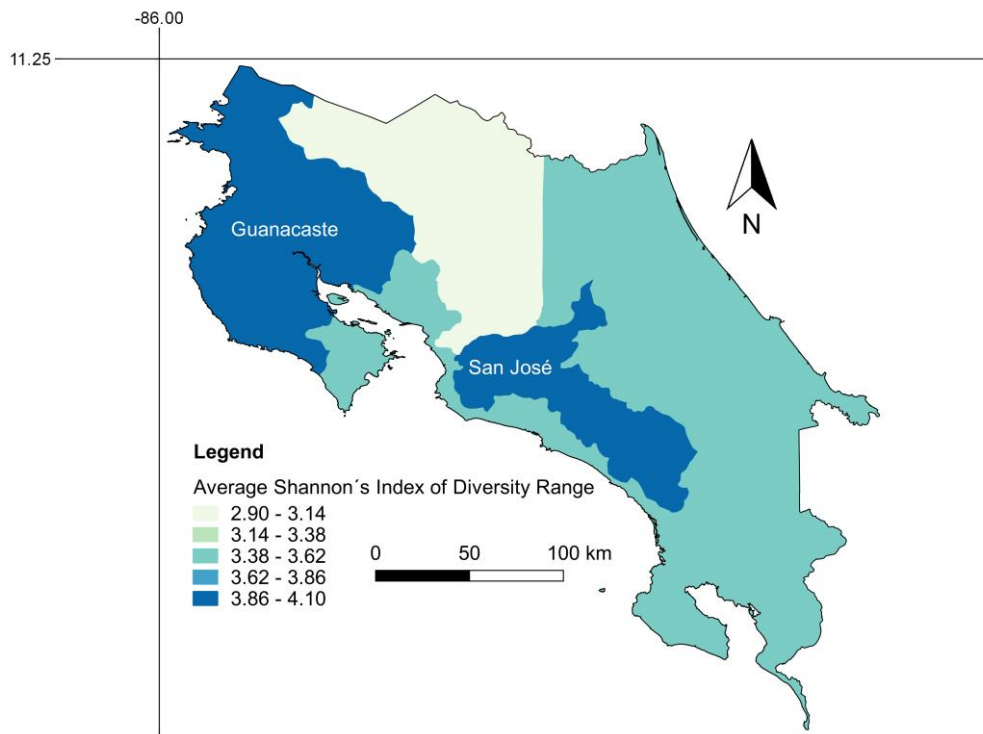 -86.00
11.25
N
Guanacaste
San José
Legend
Average Shannon´s Index of Diversity Range
2.90 - 3.14
3.14 - 3.38
3.38 - 3.62
3.62 - 3.86
3.86 - 4.10
0 50 100 km